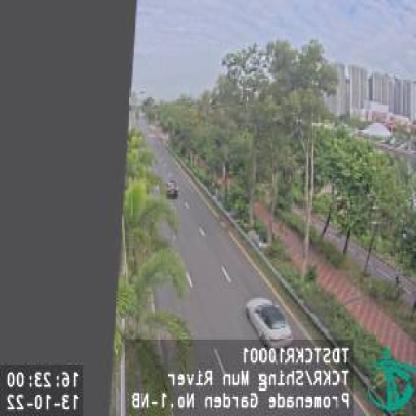 TDSTCKR10001
TCKR/Shing Mun River
Promenade Garden No.1-NB
16:23:00
13-10-22